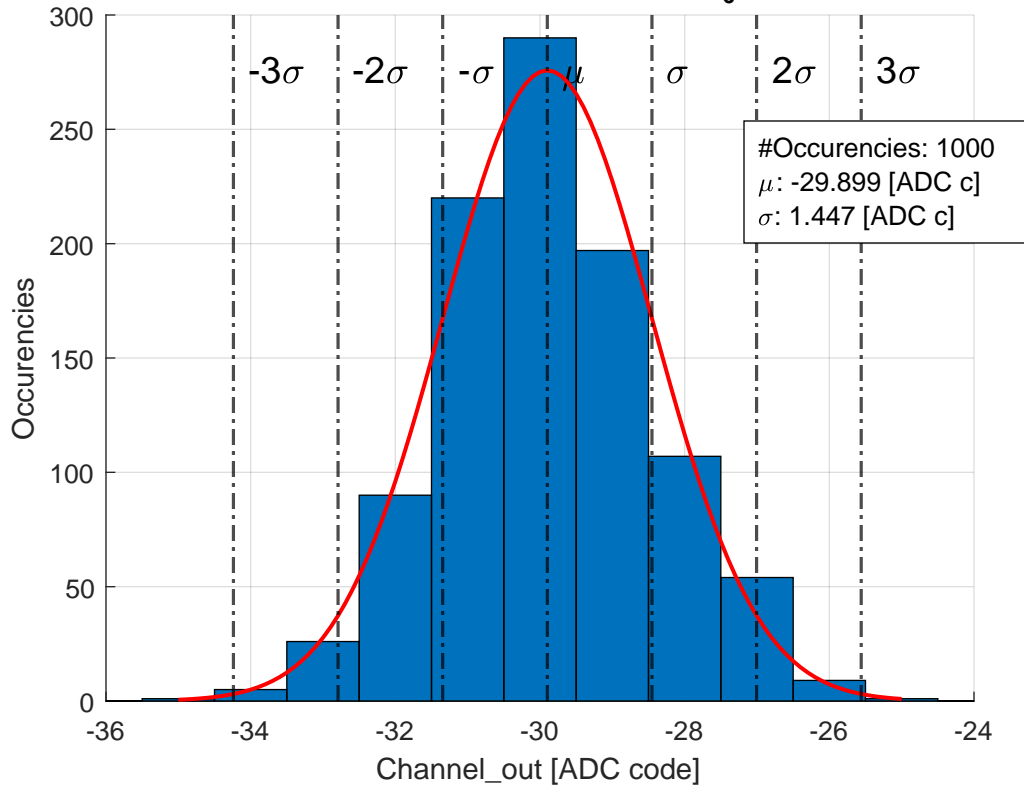 300
250
200
150
100
50
0
Occurencies
-3σ -2σ -σ μ σ 2σ 3σ
#Occurencies: 1000
μ: -29.899 [ADC c]
σ: 1.447 [ADC c]
-36 -34 -32 -30 -28 -26 -24
Channel_out [ADC code]